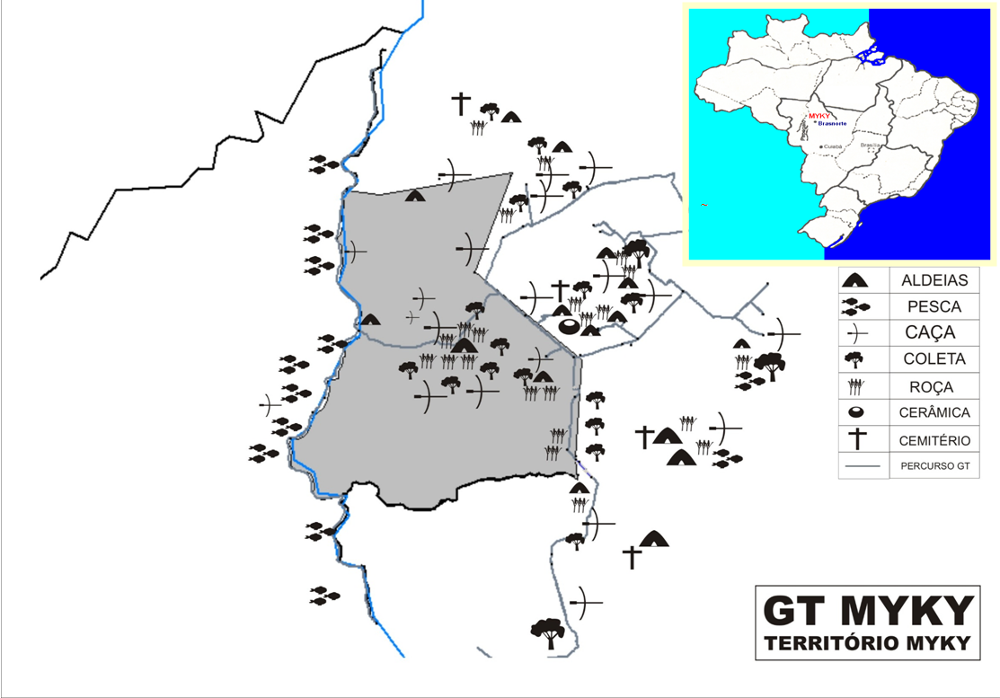 MYKY
Brasnorte
Cuiabá
Brasília
ALDEIAS
PESCA
CAÇA
COLETA
ROÇA
CERÂMICA
CEMITÉRIO
PERCURSO GT
GT MYKY
TERRITÓRIO MYKY